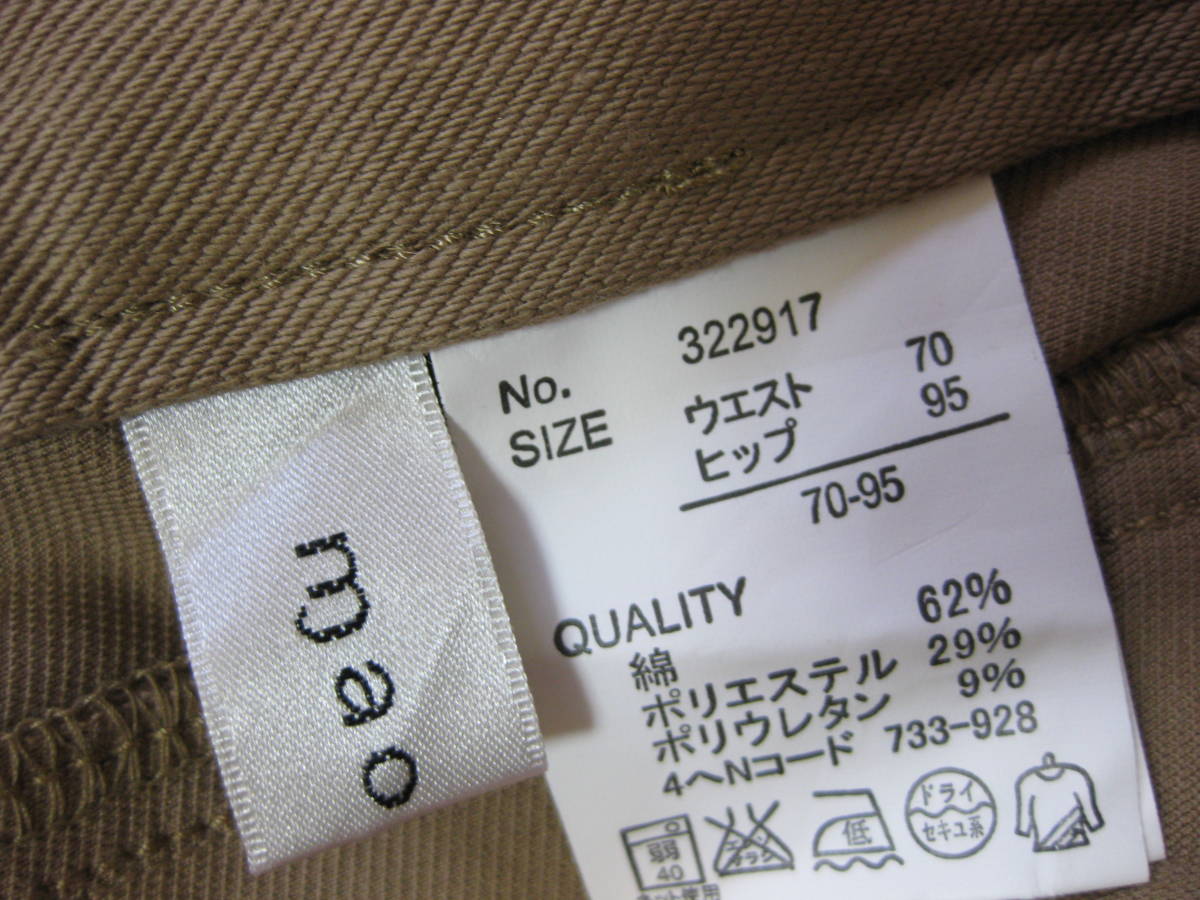 mao
No. 322917
SIZE ウエスト 70
ヒップ 95
70-95
QUALITY
綿 62%
ポリエステル 29%
ポリウレタン 9%
4ヘNコード 733-928
弱
40
低
ドライ
セキユ系